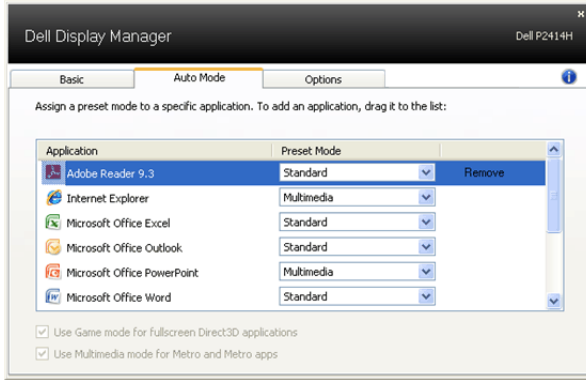 Dell Display Manager
Dell P2414H
Basic
Auto Mode
Options
Assign a preset mode to a specific application. To add an application, drag it to the list:
Application Preset Mode
Adobe Reader 9.3 Standard Remove
Internet Explorer Multimedia
Microsoft Office Excel Standard
Microsoft Office Outlook Standard
Microsoft Office PowerPoint Multimedia
Microsoft Office Word Standard
Use Game mode for fullscreen Direct3D applications
Use Multimedia mode for Metro and Metro apps